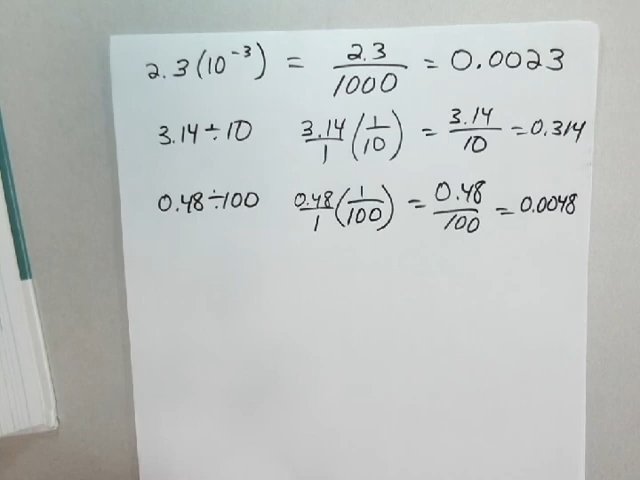 2.3(10⁻³) = 2.3/1000 = 0.0023
3.14 ÷ 10 3.14/1 (1/10) = 3.14/10 = 0.314
0.48 ÷ 100 0.48/1 (1/100) = 0.48/100 = 0.0048